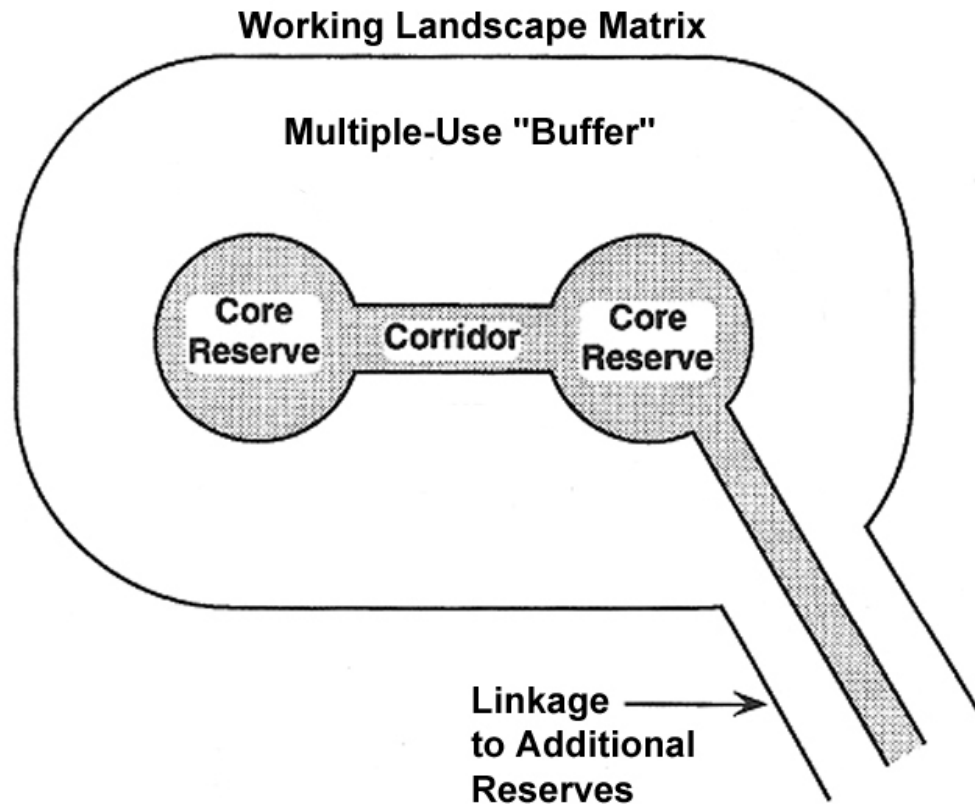 Working Landscape Matrix
Multiple-Use "Buffer"
Core
Reserve
Corridor
Core
Reserve
Linkage
to Additional
Reserves